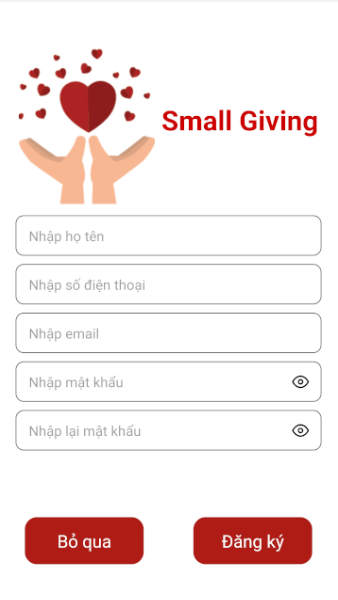 Small Giving
Nhập họ tên
Nhập số điện thoại
Nhập email
Nhập mật khẩu
Nhập lại mật khẩu
Bỏ qua
Đăng ký